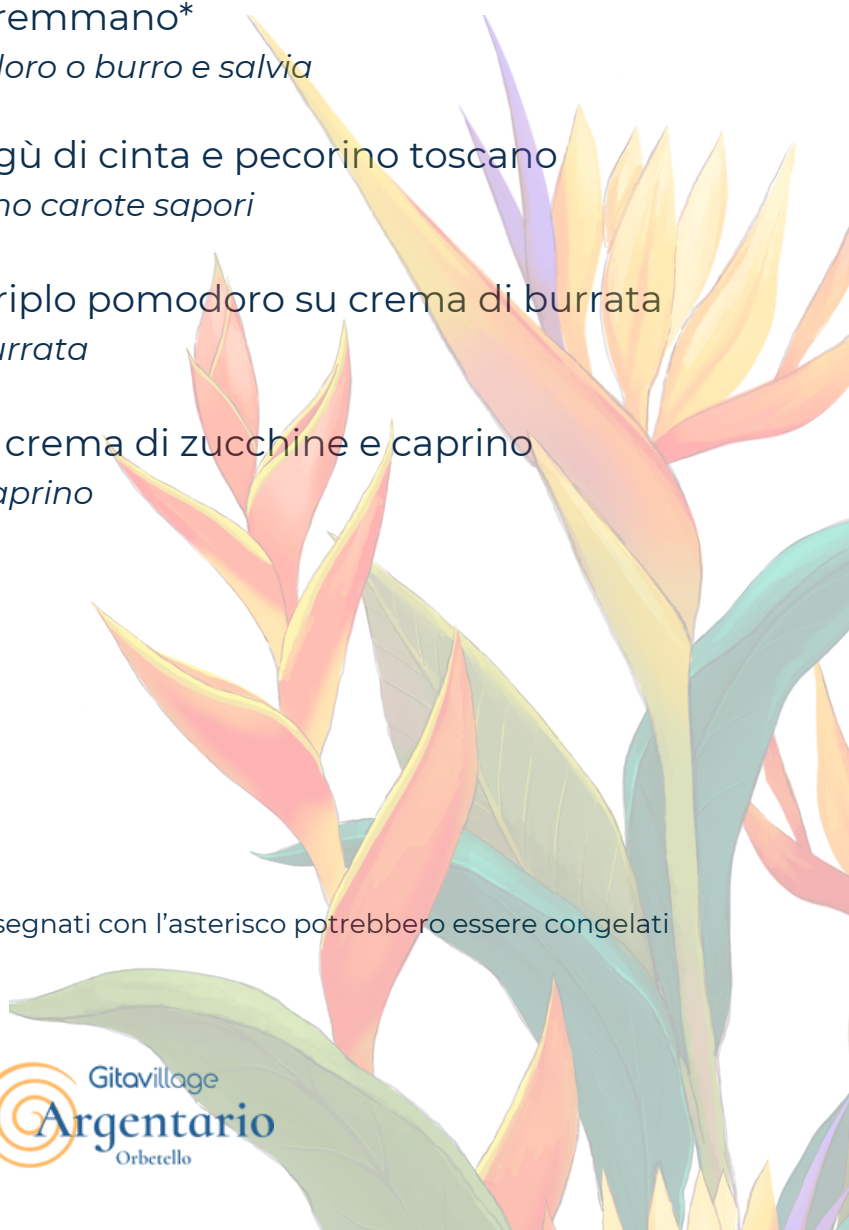 remmano*
loro o burro e salvia
gù di cinta e pecorino toscano
no carote sapori
riplo pomodoro su crema di burrata
urrata
crema di zucchine e caprino
aprino
segnati con l’asterisco potrebbero essere congelati
Gitavillage
Argentario
Orbetello